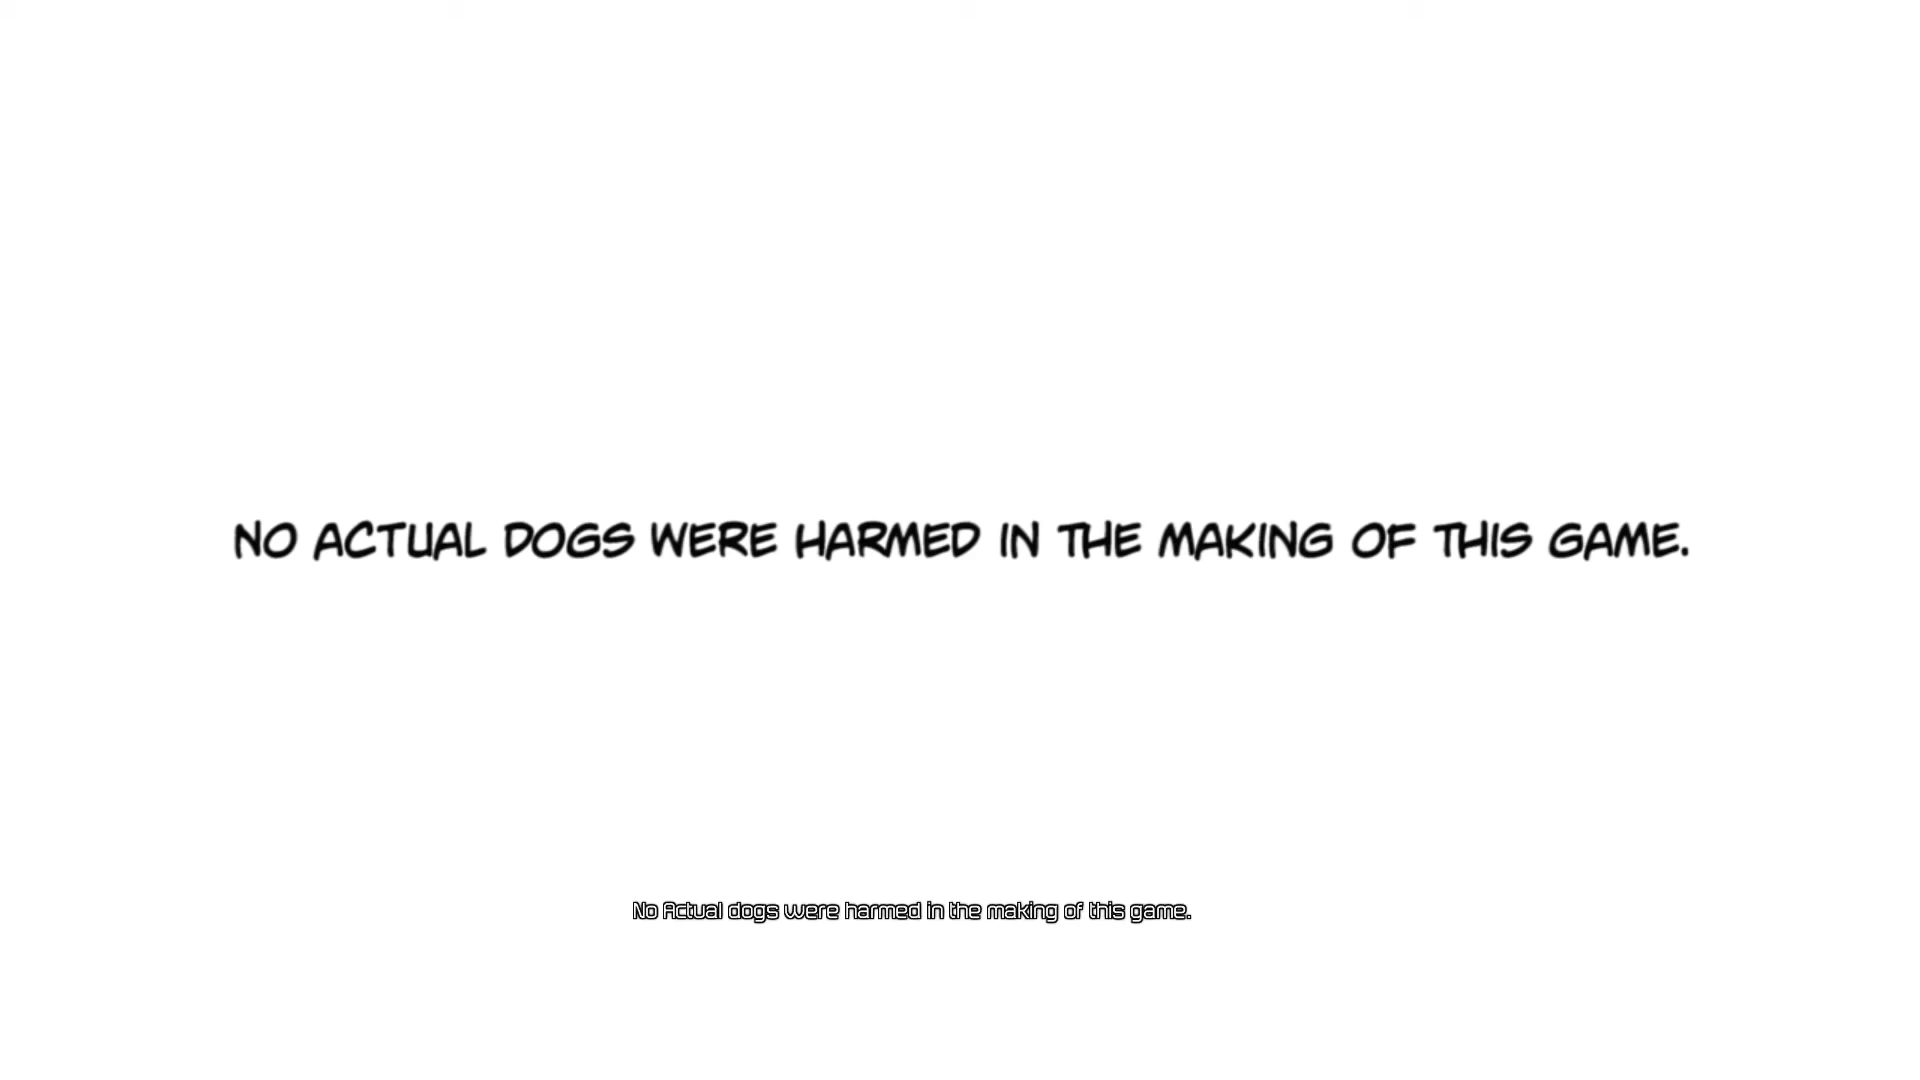 NO ACTUAL DOGS WERE HARMED IN THE MAKING OF THIS GAME.
No Actual dogs were harmed in the making of this game.